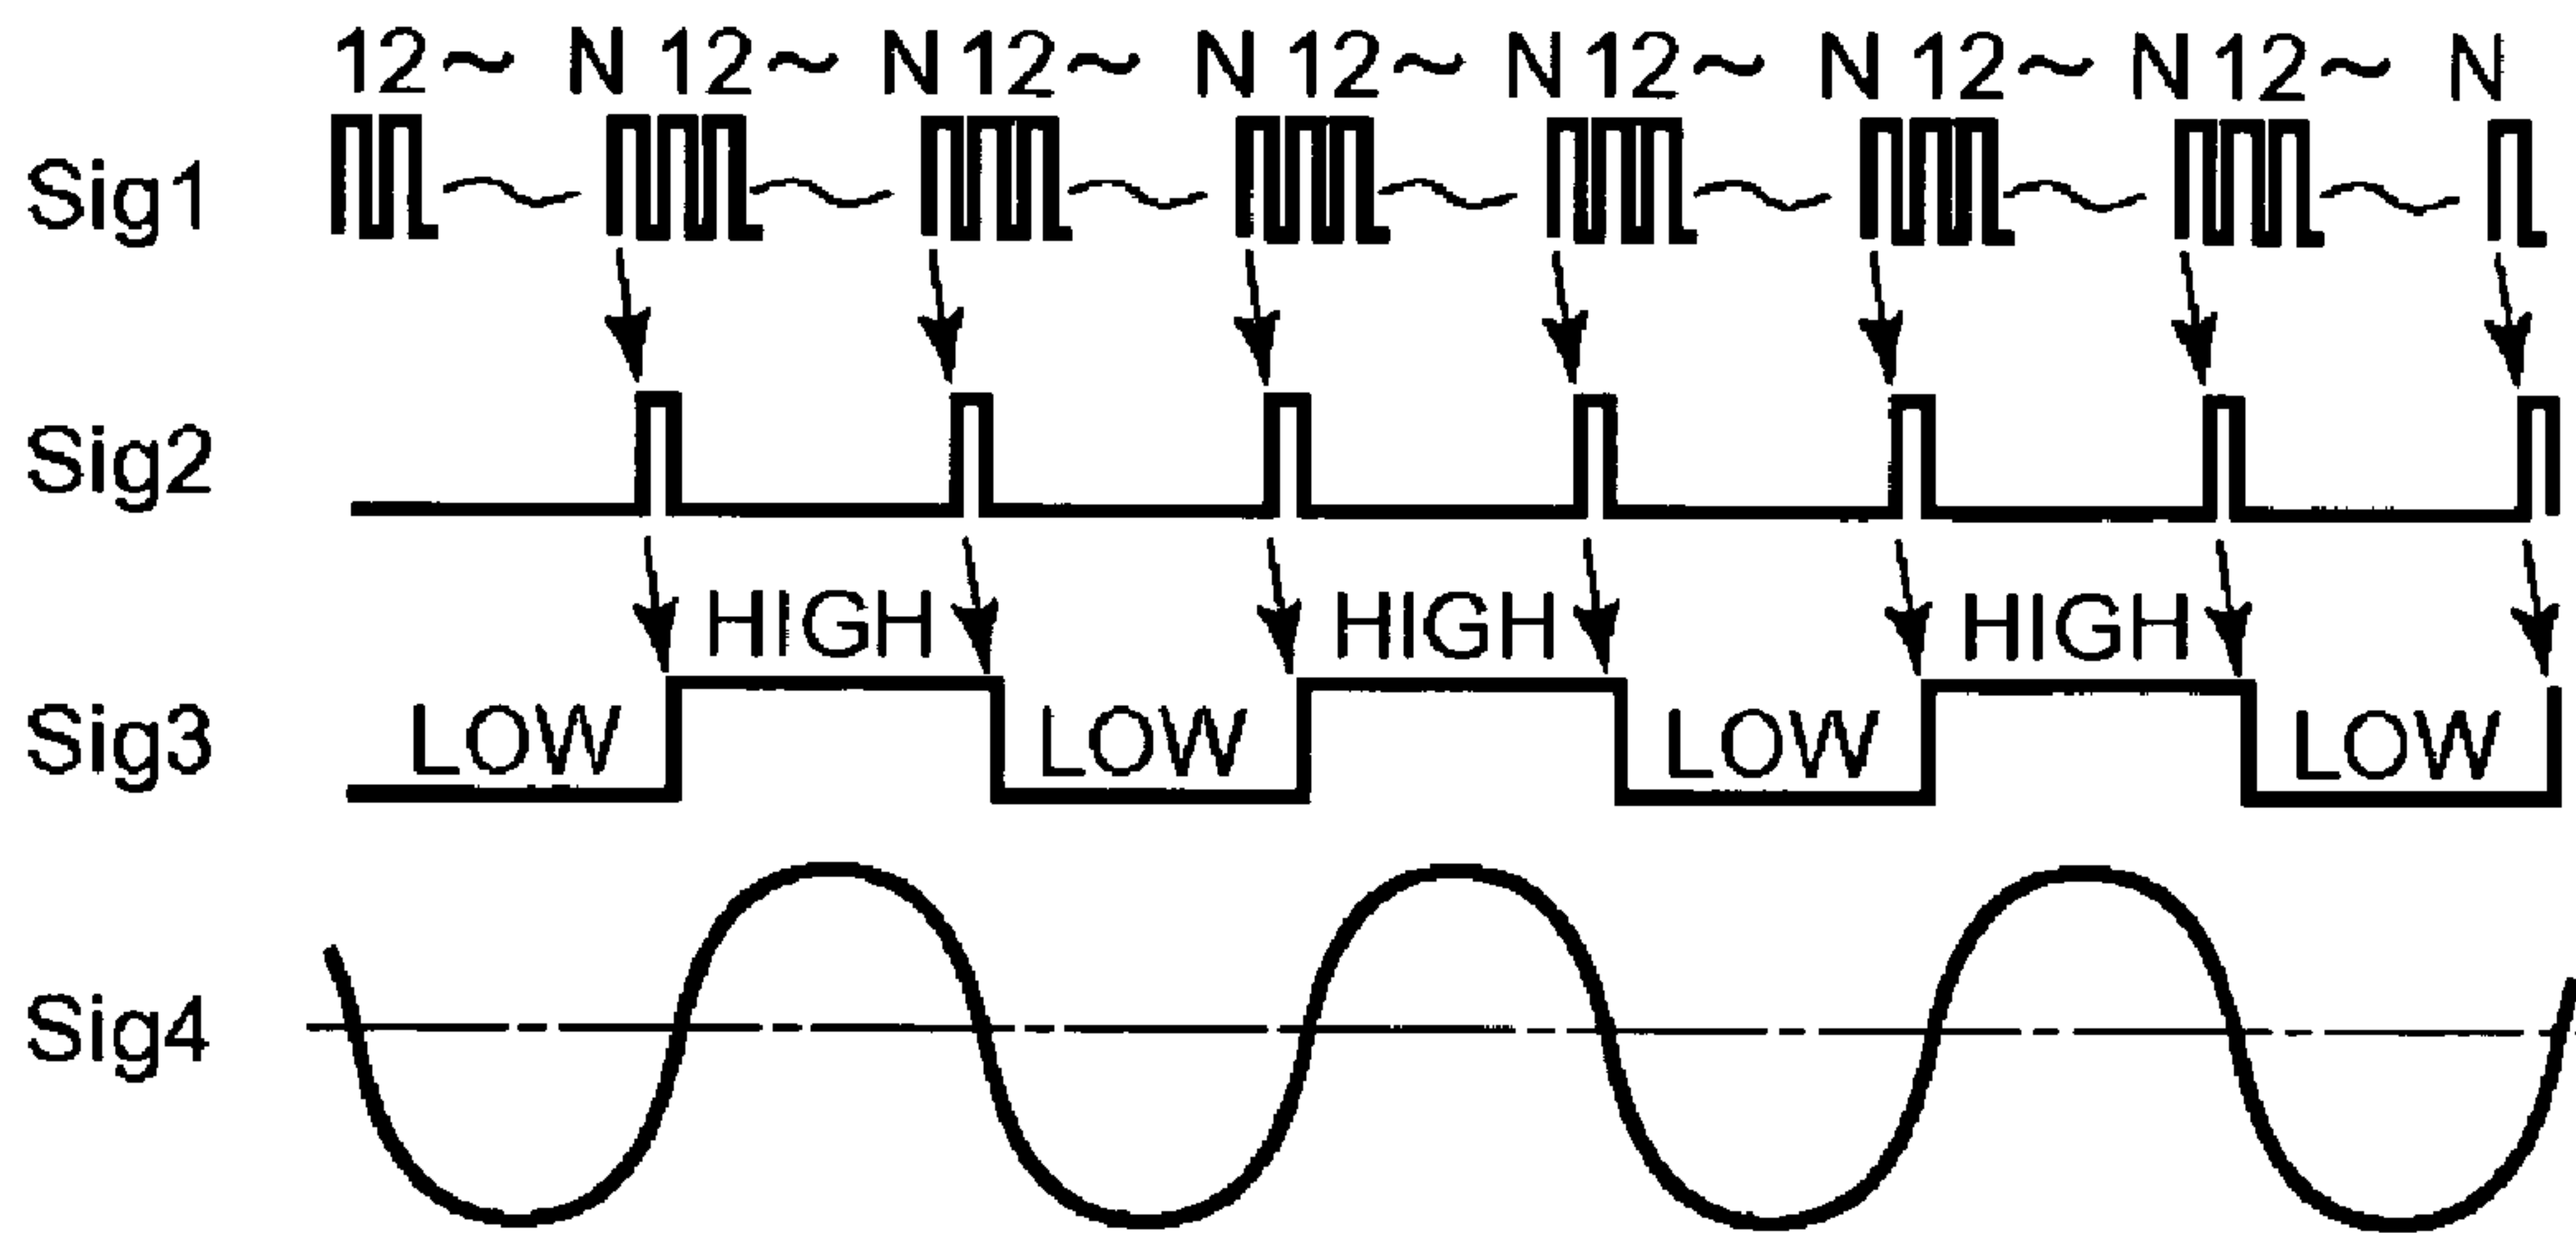 12~ N 12~ N 12~ N 12~ N 12~ N 12~ N 12~ N
Sig1
Sig2
HIGH HIGH HIGH
Sig3 LOW LOW LOW LOW
Sig4